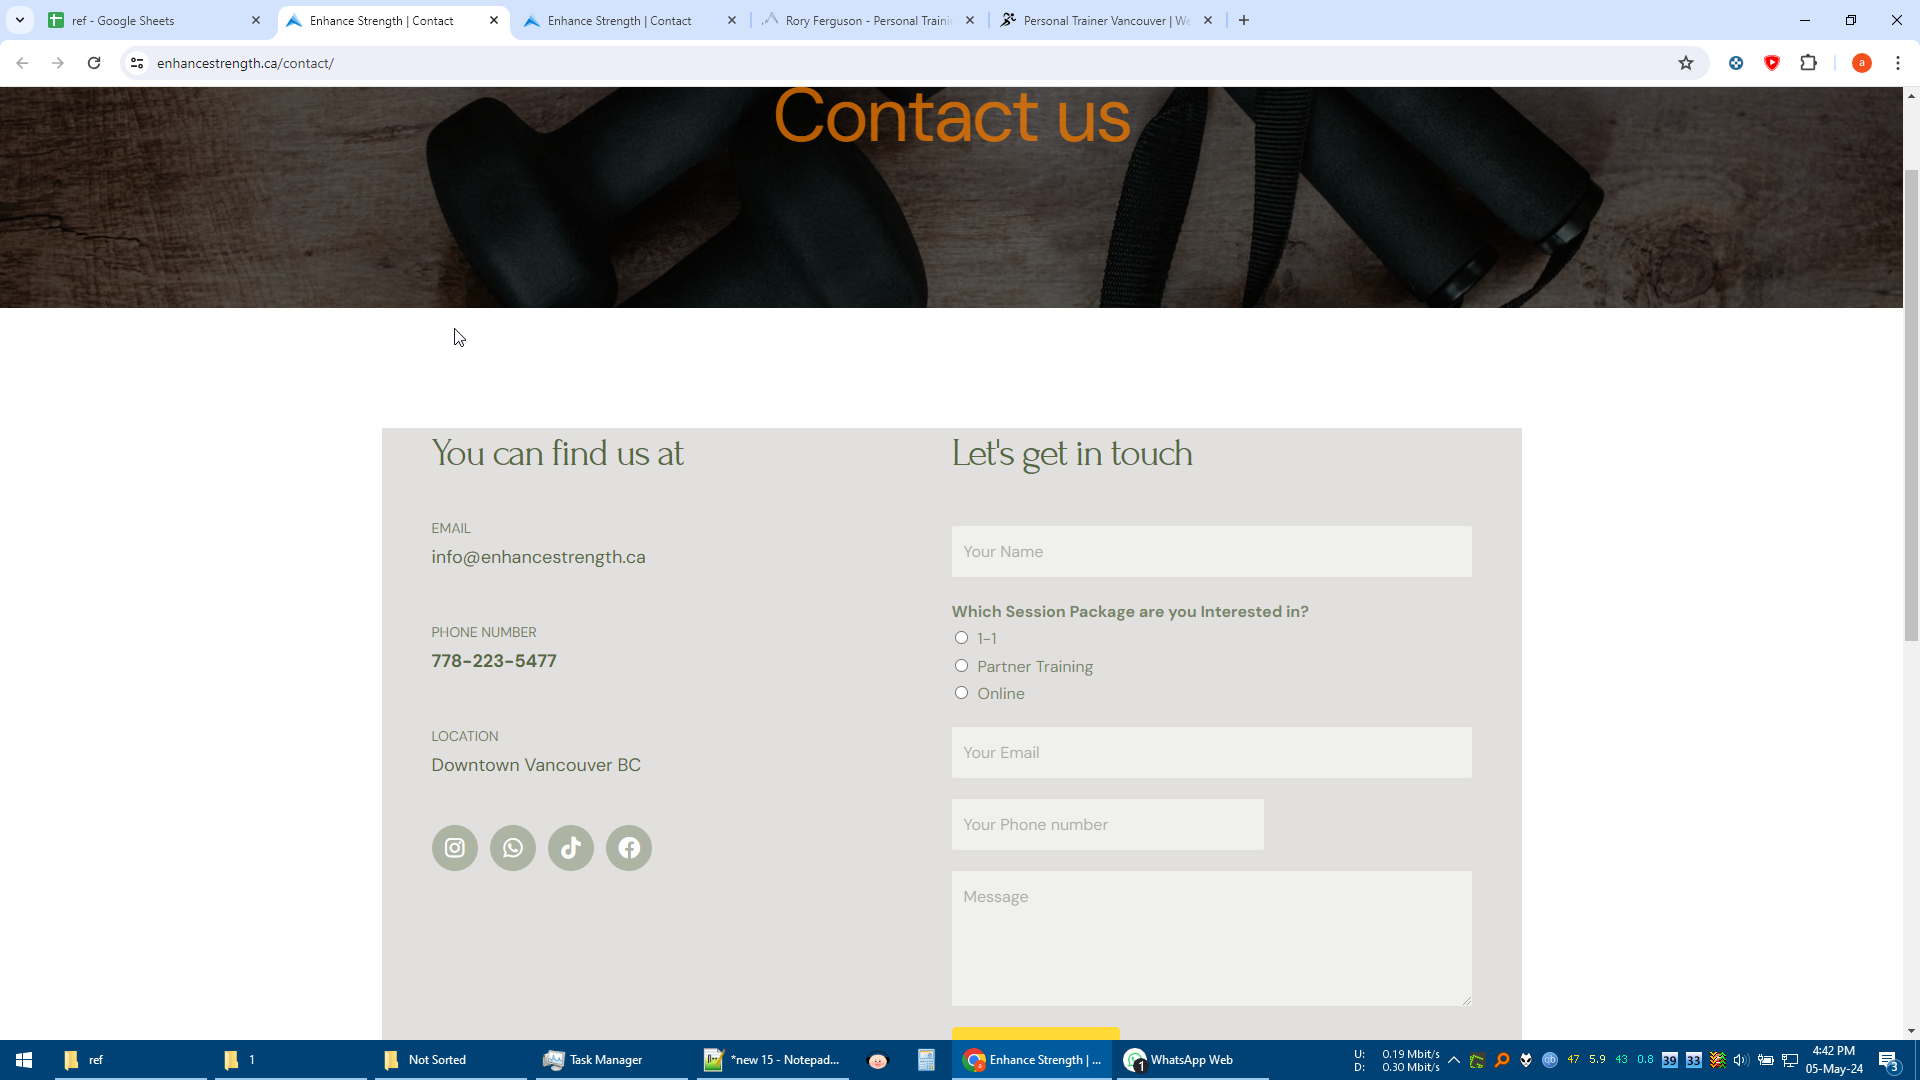 ref - Google Sheets
Enhance Strength | Contact
Enhance Strength | Contact
Rory Ferguson - Personal Traini
Personal Trainer Vancouver | We
enhancestrength.ca/contact/
a
Contact us
You can find us at
EMAIL
info@enhancestrength.ca
PHONE NUMBER
778-223-5477
LOCATION
Downtown Vancouver BC
Let's get in touch
Your Name
Which Session Package are you Interested in?
1-1
Partner Training
Online
Your Email
Your Phone number
Message
ref
1
Not Sorted
Task Manager
*new 15 - Notepad...
Enhance Strength | ...
1
WhatsApp Web
U: 0.19 Mbit/s
D: 0.30 Mbit/s
47 5.9 43 0.8 39 33
4:42 PM
05-May-24
3